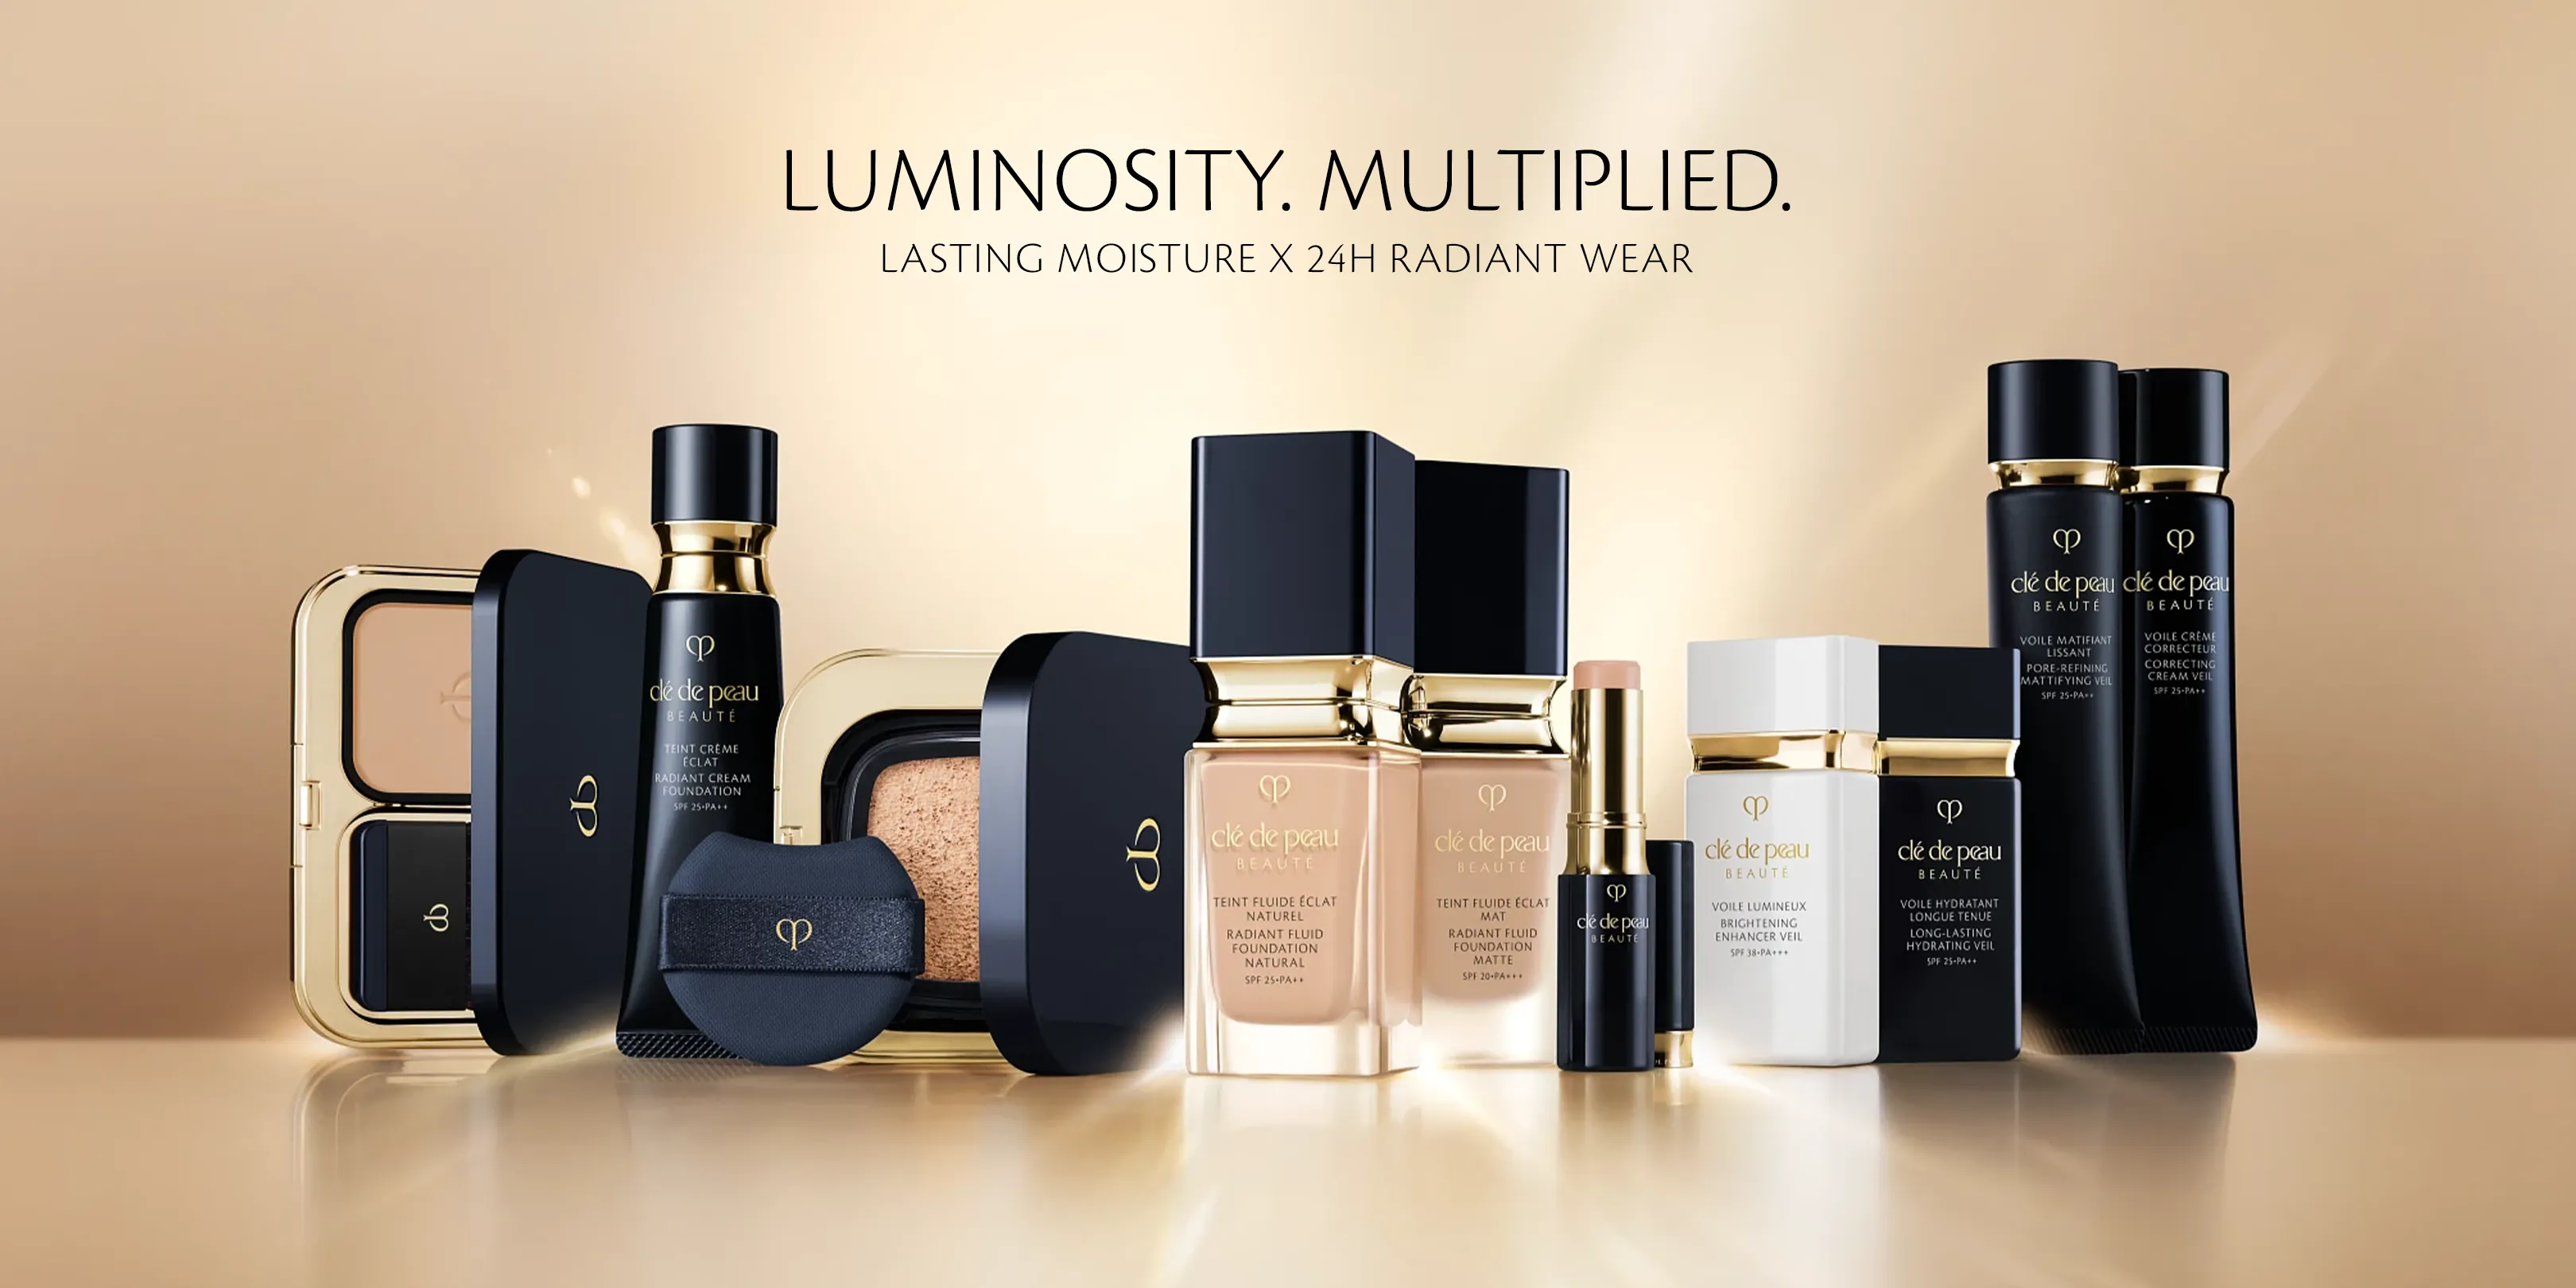 LUMINOSITY. MULTIPLIED.
LASTING MOISTURE X 24H RADIANT WEAR
clé de peau
BEAUTÉ
TEINT CRÈME
ÉCLAT
RADIANT CREAM
FOUNDATION
SPF 25•PA++
clé de peau
BEAUTÉ
TEINT FLUIDE ÉCLAT
NATUREL
RADIANT FLUID
FOUNDATION
NATURAL
SPF 25•PA++
clé de peau
BEAUTÉ
TEINT FLUIDE ÉCLAT
MAT
RADIANT FLUID
FOUNDATION
MATTE
SPF 20•PA+++
clé de peau
BEAUTÉ
clé de peau
BEAUTÉ
VOILE LUMINEUX
BRIGHTENING
ENHANCER VEIL
SPF 38•PA+++
clé de peau
BEAUTÉ
VOILE HYDRATANT
LONGUE TENUE
LONG-LASTING
HYDRATING VEIL
SPF 25•PA++
clé de peau
BEAUTÉ
VOILE MATIFIANT
LISSANT
PORE-REFINING
MATTIFYING VEIL
SPF 25•PA++
clé de peau
BEAUTÉ
VOILE CRÈME
CORRECTEUR
CORRECTING
CREAM VEIL
SPF 25•PA++